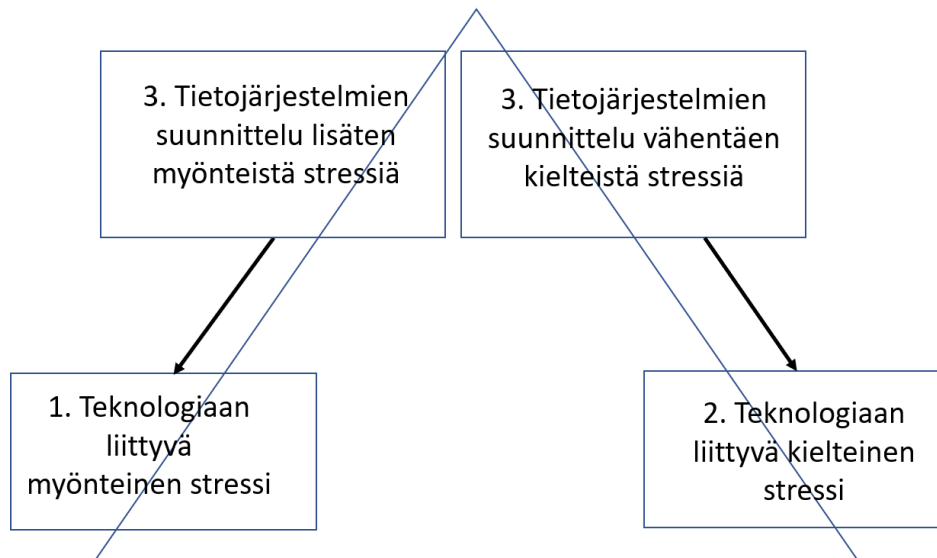 3. Tietojärjestelmien
suunnittelu lisäten
myönteistä stressiä
3. Tietojärjestelmien
suunnittelu vähentäen
kielteistä stressiä
1. Teknologiaan
liittyvä
myönteinen stressi
2. Teknologiaan
liittyvä kielteinen
stressi